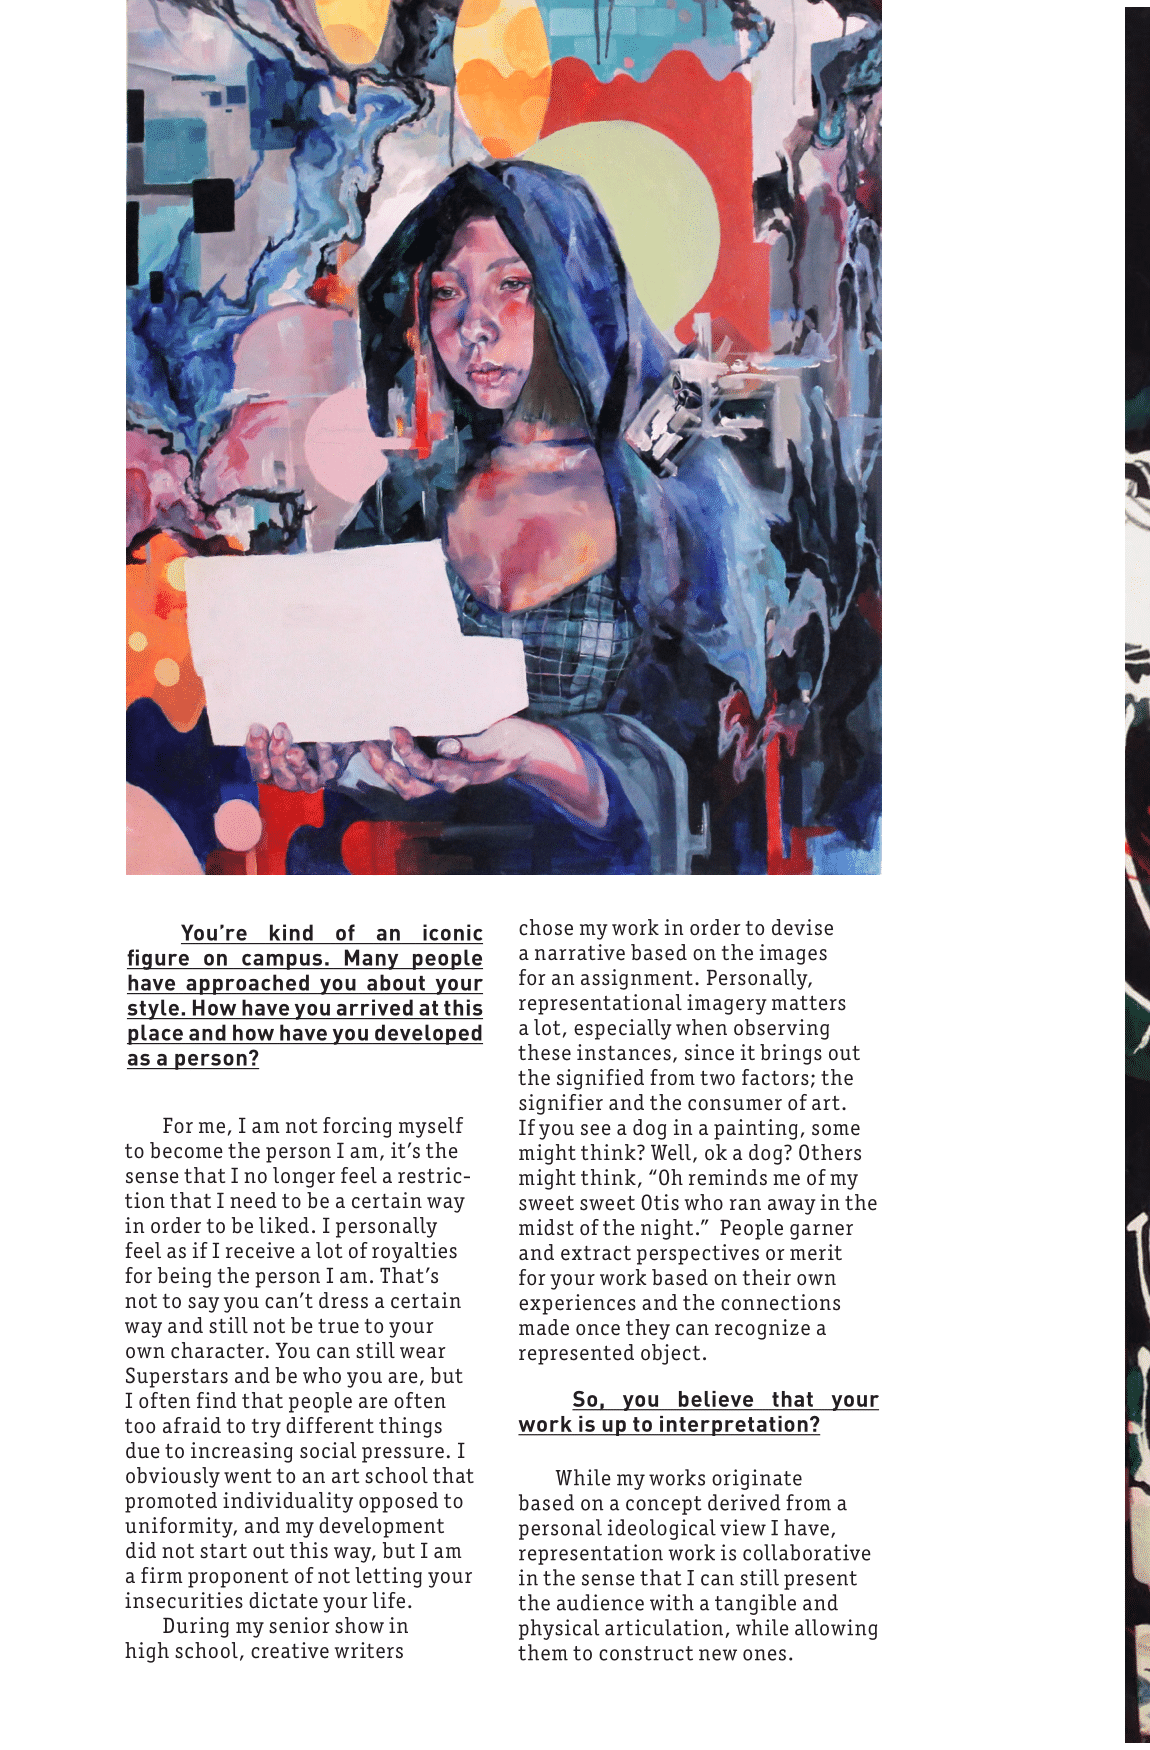 You’re kind of an iconic
figure on campus. Many people
have approached you about your
style. How have you arrived at this
place and how have you developed
as a person?
For me, I am not forcing myself
to become the person I am, it’s the
sense that I no longer feel a restric-
tion that I need to be a certain way
in order to be liked. I personally
feel as if I receive a lot of royalties
for being the person I am. That’s
not to say you can’t dress a certain
way and still not be true to your
own character. You can still wear
Superstars and be who you are, but
I often find that people are often
too afraid to try different things
due to increasing social pressure. I
obviously went to an art school that
promoted individuality opposed to
uniformity, and my development
did not start out this way, but I am
a firm proponent of not letting your
insecurities dictate your life.
During my senior show in
high school, creative writers
chose my work in order to devise
a narrative based on the images
for an assignment. Personally,
representational imagery matters
a lot, especially when observing
these instances, since it brings out
the signified from two factors; the
signifier and the consumer of art.
If you see a dog in a painting, some
might think? Well, ok a dog? Others
might think, “Oh reminds me of my
sweet sweet Otis who ran away in the
midst of the night.”  People garner
and extract perspectives or merit
for your work based on their own
experiences and the connections
made once they can recognize a
represented object.
So, you believe that your
work is up to interpretation?
While my works originate
based on a concept derived from a
personal ideological view I have,
representation work is collaborative
in the sense that I can still present
the audience with a tangible and
physical articulation, while allowing
them to construct new ones.